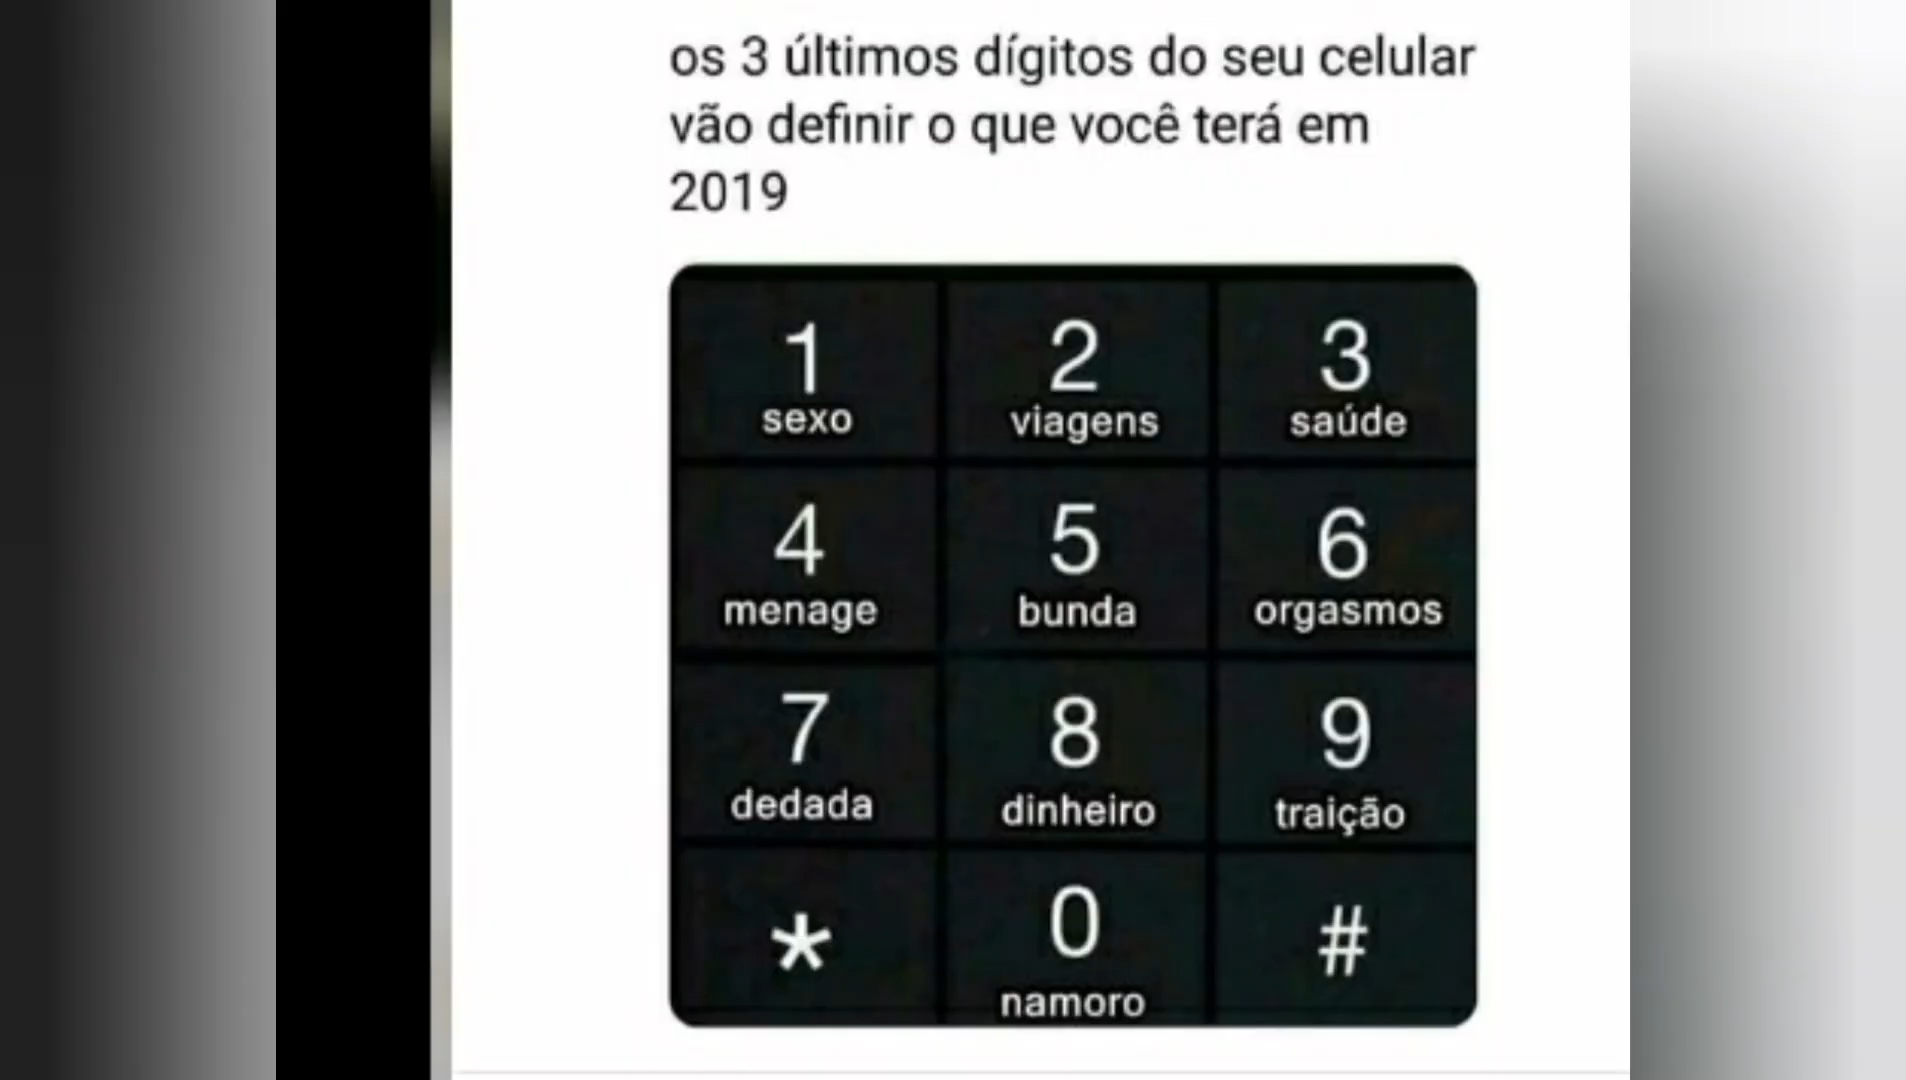 os 3 últimos dígitos do seu celular
vão definir o que você terá em
2019
1 2 3
sexo viagens saúde
4 5 6
menage bunda orgasmos
7 8 9
dedada dinheiro traição
* 0 #
namoro